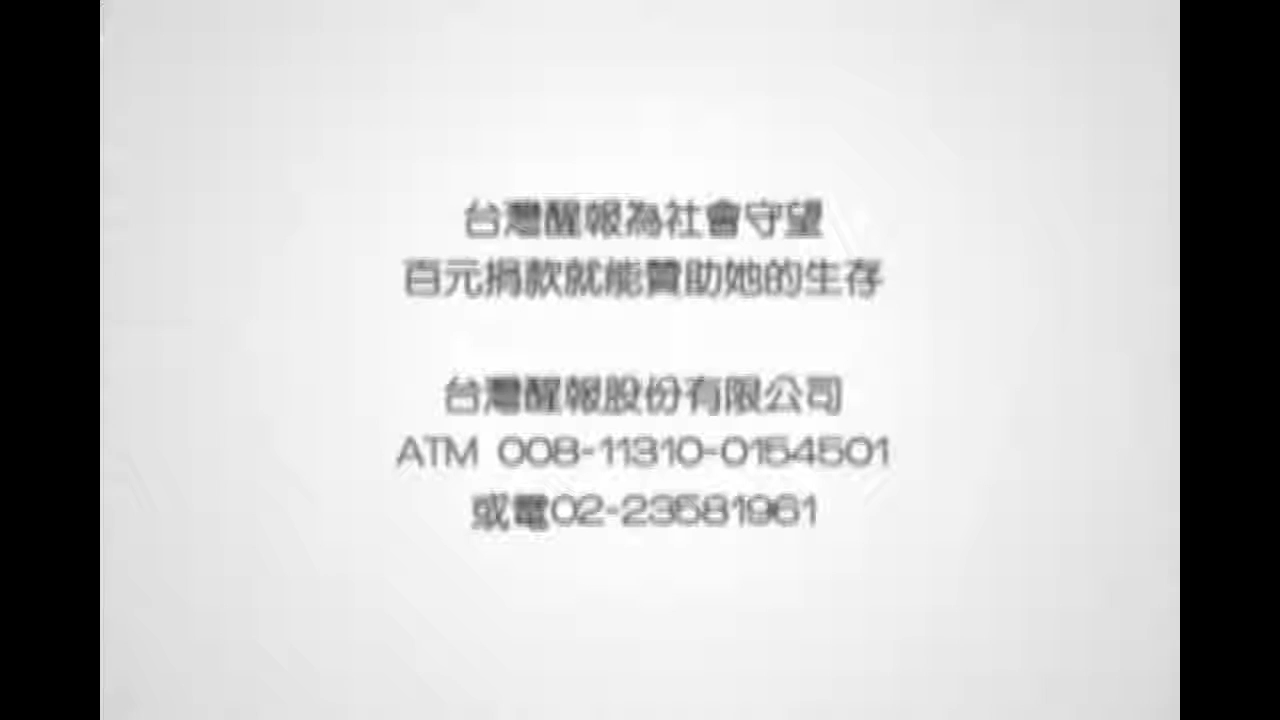 台灣醒報為社會守望
百元捐款就能贊助她的生存
台灣醒報股份有限公司
ATM 008-11310-0154501
或電02-23581961